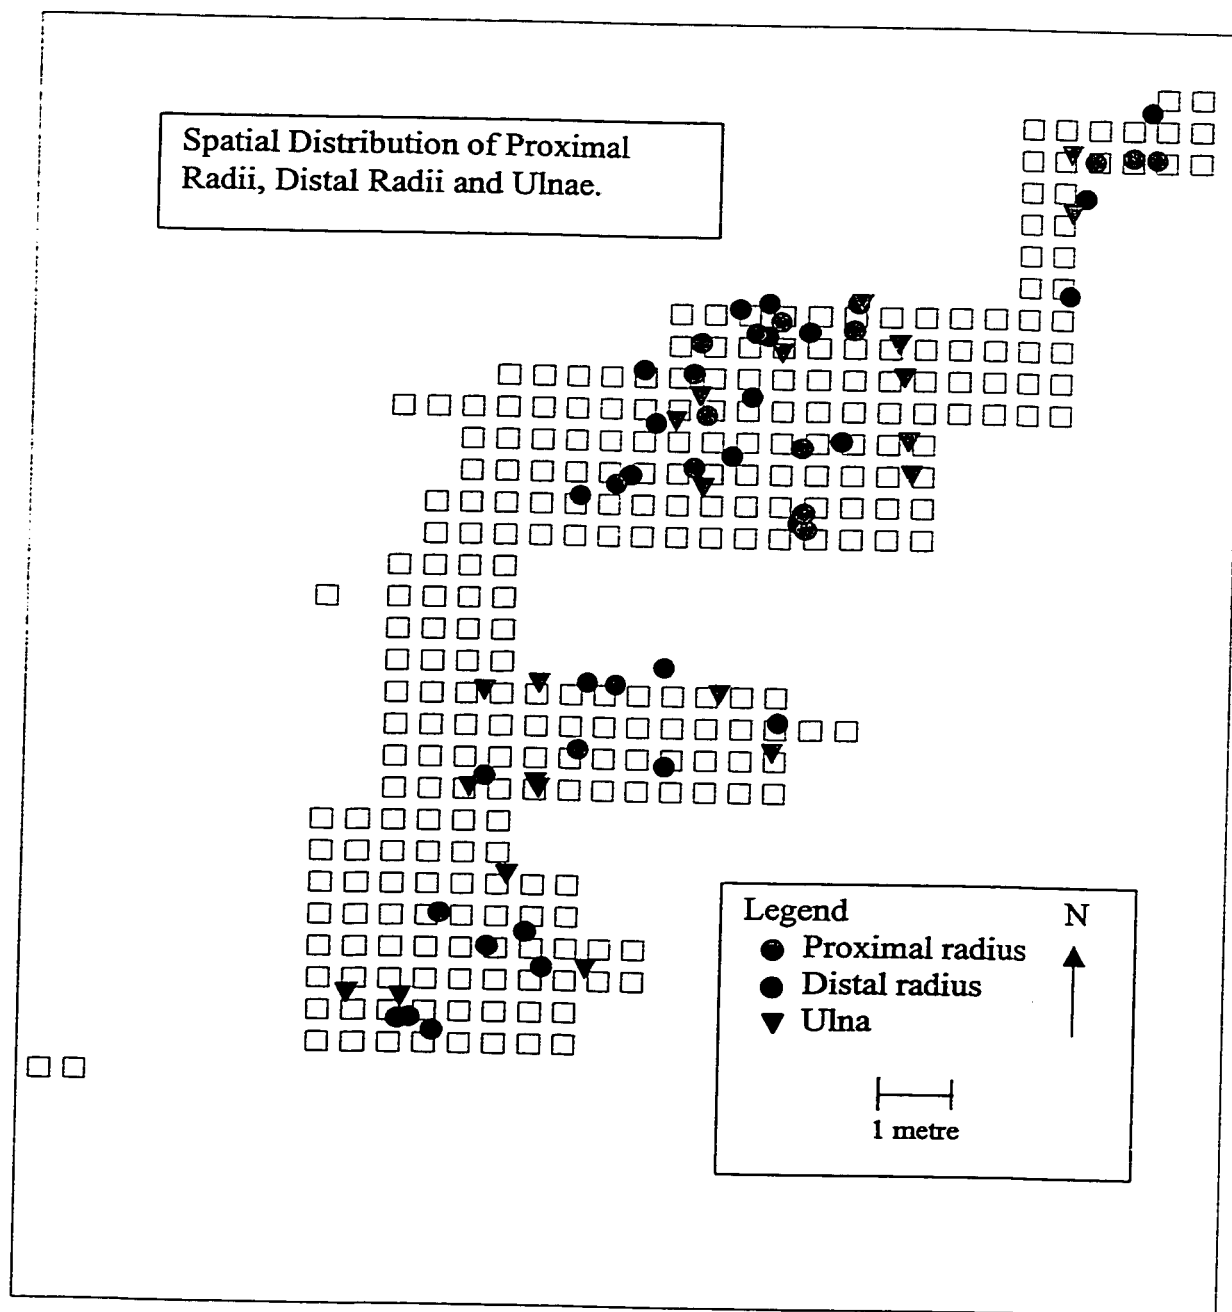 Spatial Distribution of Proximal
Radii, Distal Radii and Ulnae.
Legend
N
Proximal radius
Distal radius
Ulna
1 metre